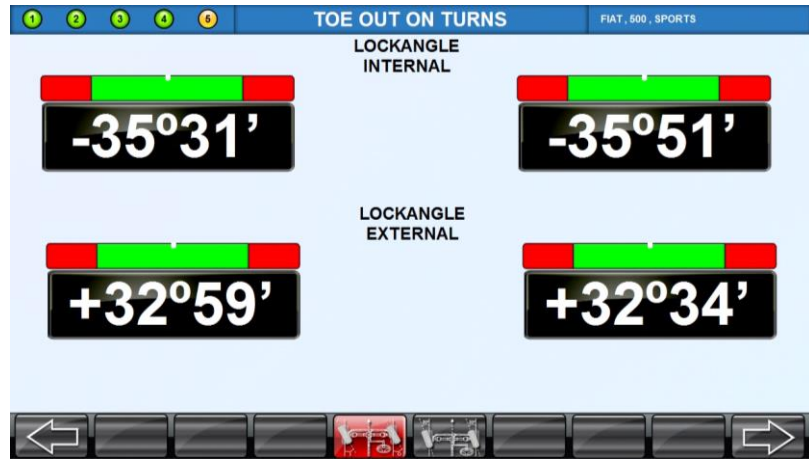 1 2 3 4 5 TOE OUT ON TURNS FIAT , 500 , SPORTS
LOCKANGLE
INTERNAL
-35º31’ -35º51’
LOCKANGLE
EXTERNAL
+32º59’ +32º34’